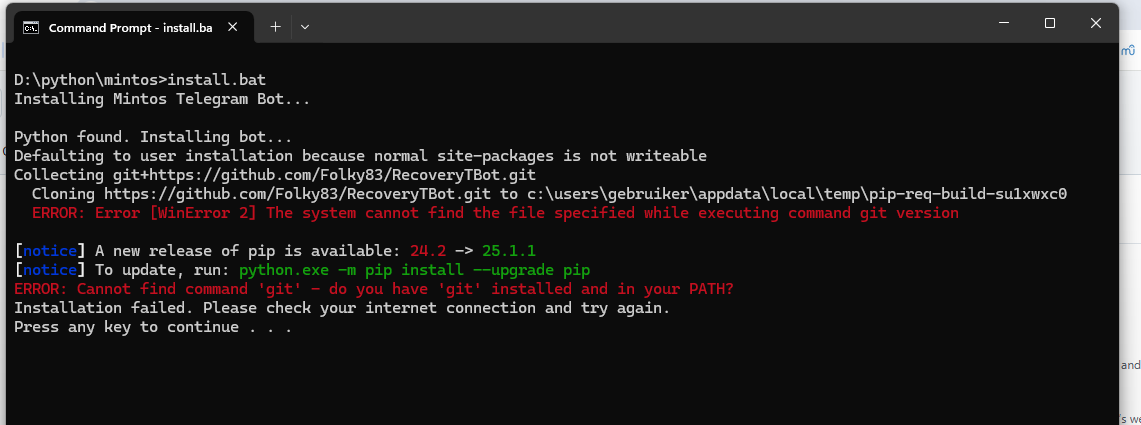 Command Prompt - install.ba
D:\python\mintos>install.bat
Installing Mintos Telegram Bot...
Python found. Installing bot...
Defaulting to user installation because normal site-packages is not writeable
Collecting git+https://github.com/Folky83/RecoveryTBot.git
Cloning https://github.com/Folky83/RecoveryTBot.git to c:\users\gebruiker\appdata\local\temp\pip-req-build-su1xwxc0
ERROR: Error [WinError 2] The system cannot find the file specified while executing command git version
[notice] A new release of pip is available: 24.2 -> 25.1.1
[notice] To update, run: python.exe -m pip install --upgrade pip
ERROR: Cannot find command 'git' - do you have 'git' installed and in your PATH?
Installation failed. Please check your internet connection and try again.
Press any key to continue . . .
and
's we